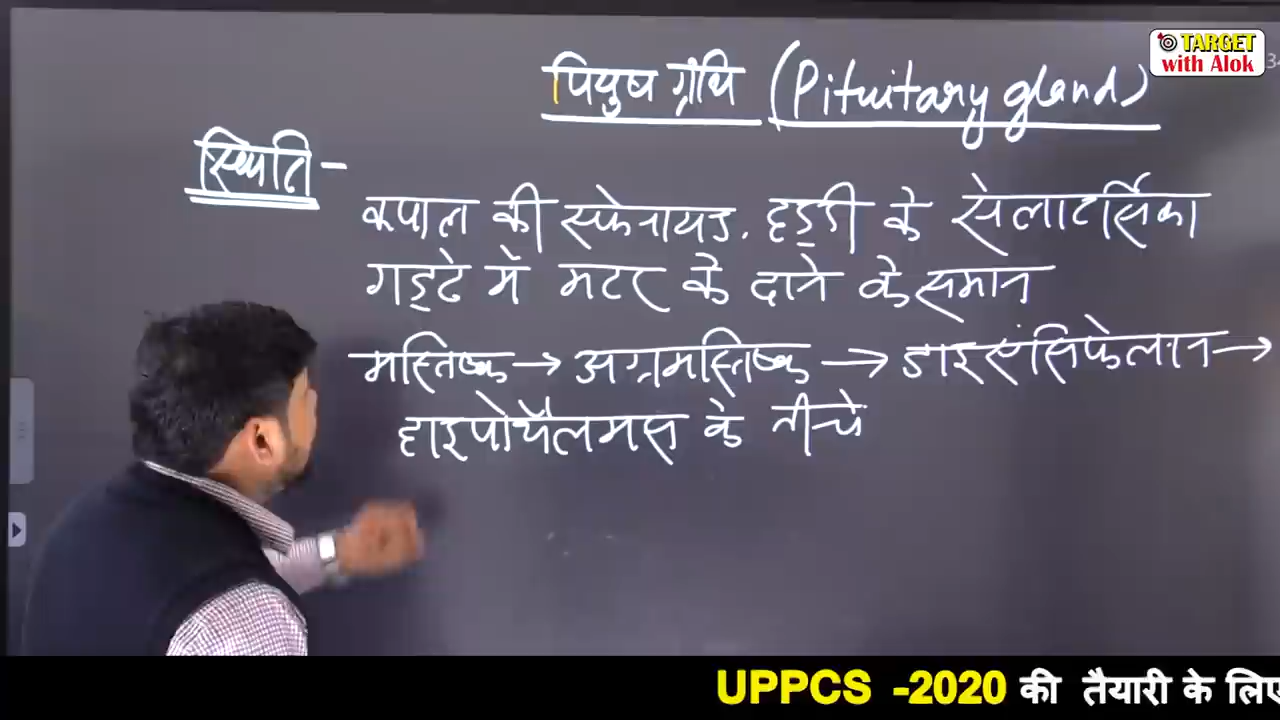 TARGET
with Alok
पियुष ग्रंथि (Pituitary gland)
स्थिति -
कपाल की स्फेनायड. हड्डी के सेलाटर्सिका
गड्ढे में मटर के दाने के समान
मस्तिष्क → अग्रमस्तिष्क → डाइएंसिफेलान →
हाइपोथैलमस के नीचे
UPPCS -2020 की तैयारी के लिए